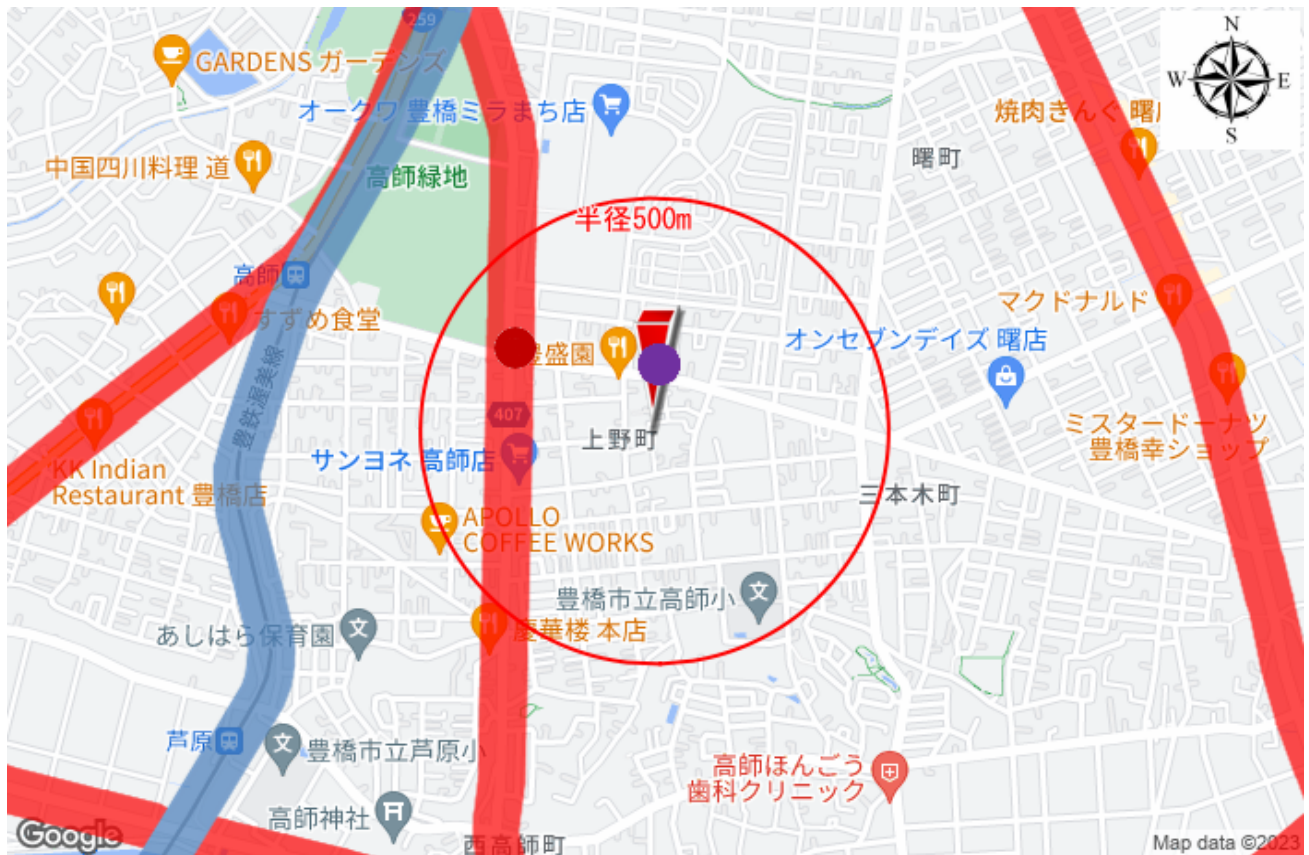 259
N
W
E
S
GARDENS ガーデンズ
オークワ 豊橋ミラまち店
焼肉きんぐ 曙
中国四川料理 道
高師緑地
曙町
半径500m
高師
すずめ食堂
マクドナルド
豊盛園
オンセブンデイズ 曙店
豊鉄渥美線
407
上野町
ミスタードーナツ
豊橋幸ショップ
サンヨネ 高師店
KK Indian
Restaurant 豊橋店
三本木町
APOLLO
COFFEE WORKS
豊橋市立高師小
あしはら保育園
慶華楼 本店
芦原
豊橋市立芦原小
高師ほんごう
歯科クリニック
高師神社
西高師町
Google
Map data ©2023